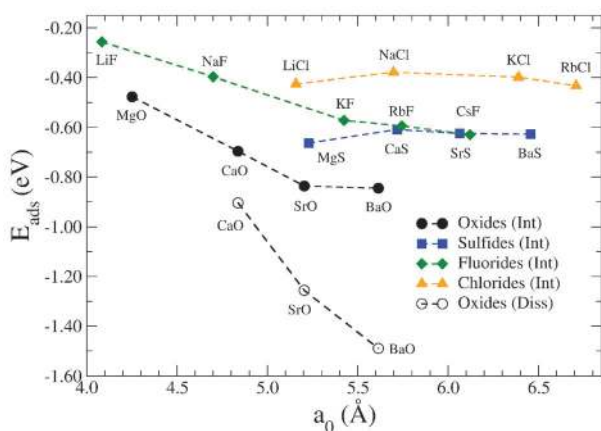 -0.20
-0.40
-0.60
-0.80
-1.00
-1.20
-1.40
-1.60
E_ads (eV)
4.0 4.5 5.0 5.5 6.0 6.5
a_0 (Å)
LiF
NaF
LiCl
NaCl
KCl
RbCl
MgO
KF
RbF
CsF
MgS
CaS
SrS
BaS
CaO
SrO
BaO
CaO
SrO
BaO
Oxides (Int)
Sulfides (Int)
Fluorides (Int)
Chlorides (Int)
Oxides (Diss)